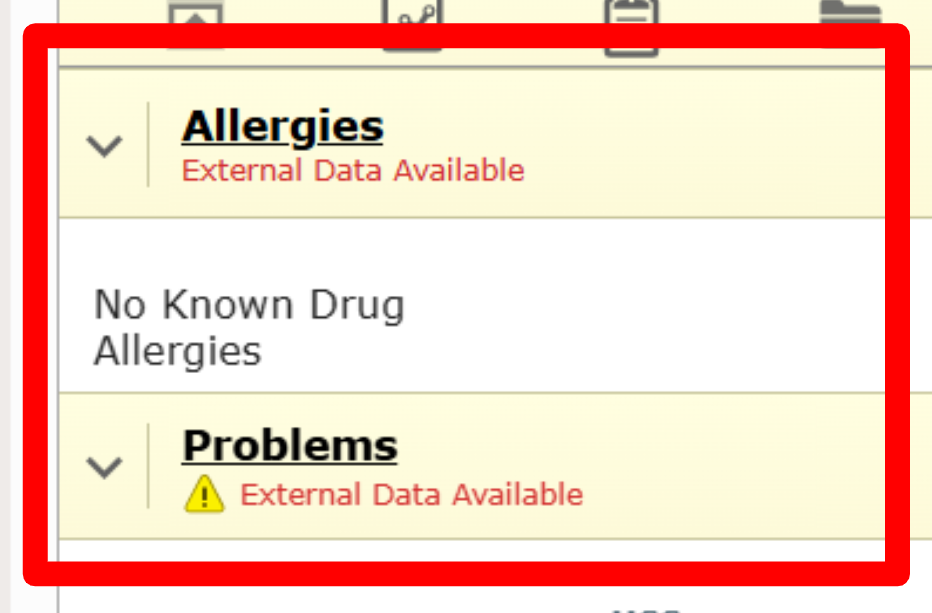 Allergies
External Data Available
No Known Drug
Allergies
Problems
External Data Available